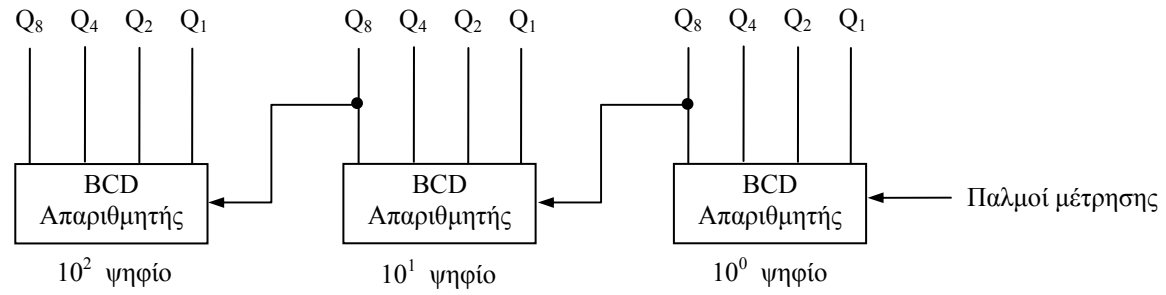 Q8 Q4 Q2 Q1 Q8 Q4 Q2 Q1 Q8 Q4 Q2 Q1
BCD Απαριθμητής
BCD Απαριθμητής
BCD Απαριθμητής
Παλμοί μέτρησης
10² ψηφίο
10¹ ψηφίο
10⁰ ψηφίο